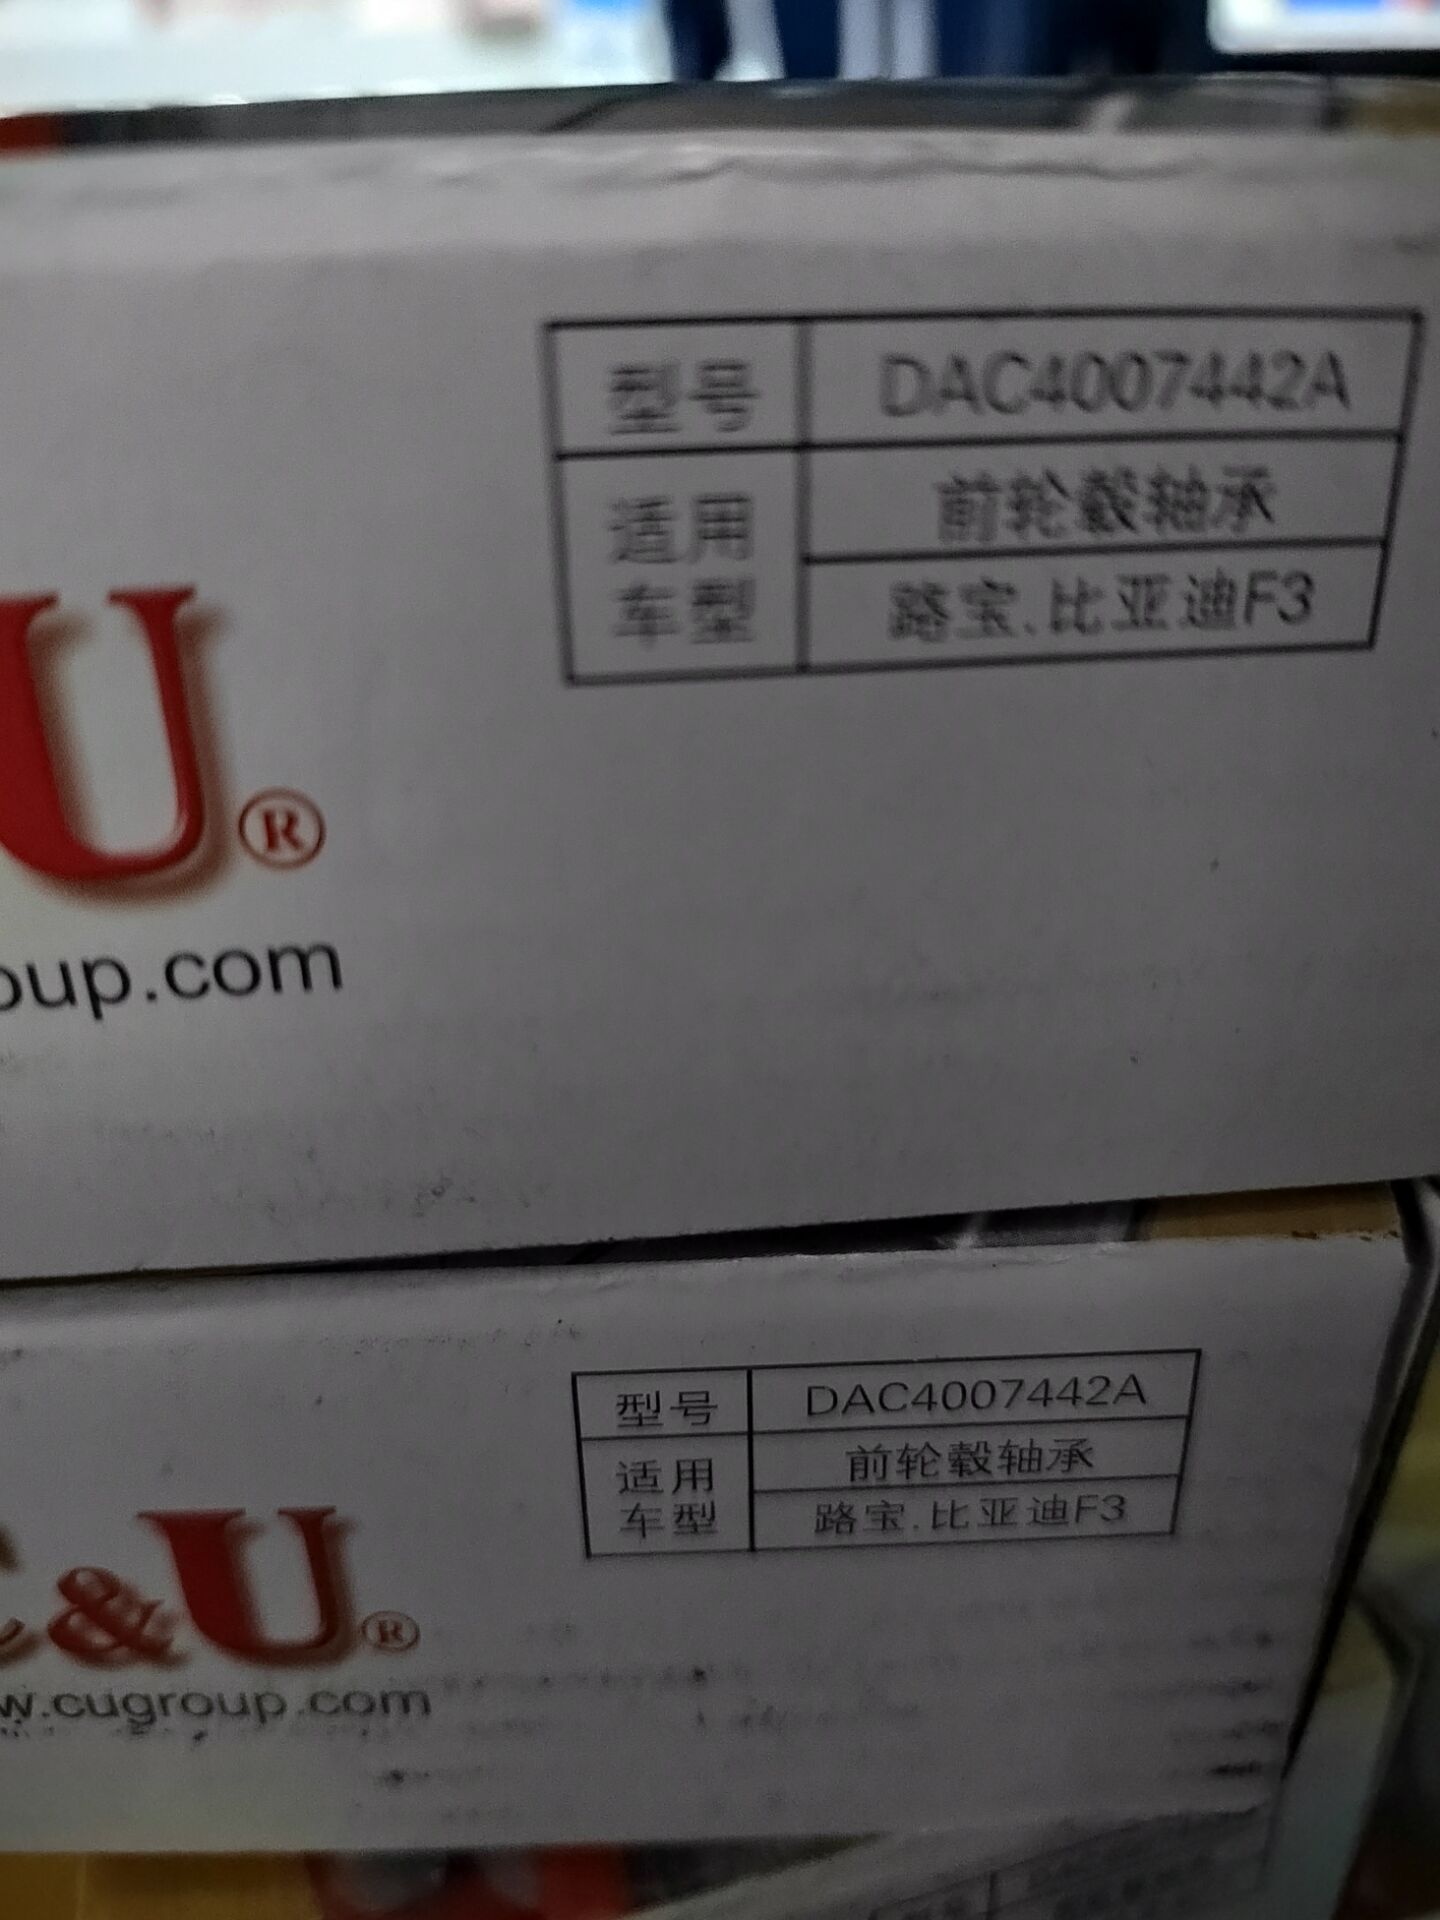 型号 DAC4007442A
适用 前轮毂轴承
车型 路宝.比亚迪F3
U®
oup.com
型号 DAC4007442A
适用 前轮毂轴承
车型 路宝.比亚迪F3
&U®
w.cugroup.com